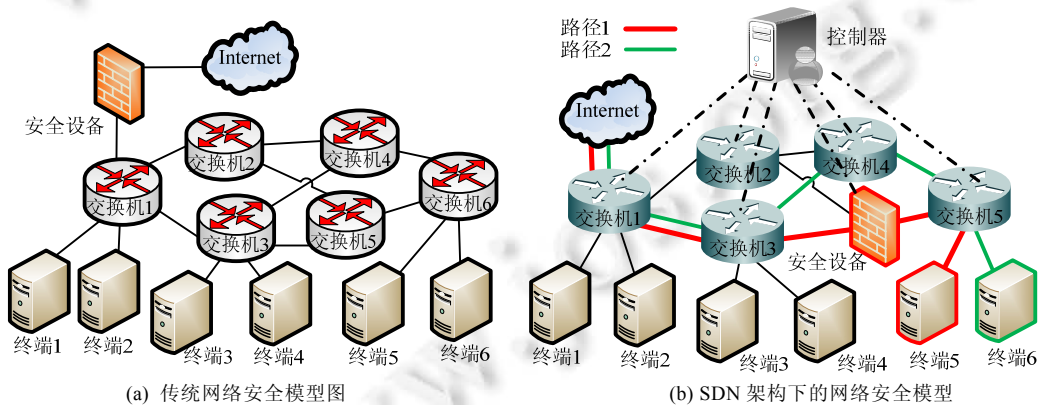 Internet
安全设备
交换机1
交换机2
交换机3
交换机4
交换机5
交换机6
终端1
终端2
终端3
终端4
终端5
终端6
(a) 传统网络安全模型图
路径1
路径2
控制器
Internet
交换机1
交换机2
交换机3
交换机4
交换机5
安全设备
终端1
终端2
终端3
终端4
终端5
终端6
(b) SDN 架构下的网络安全模型